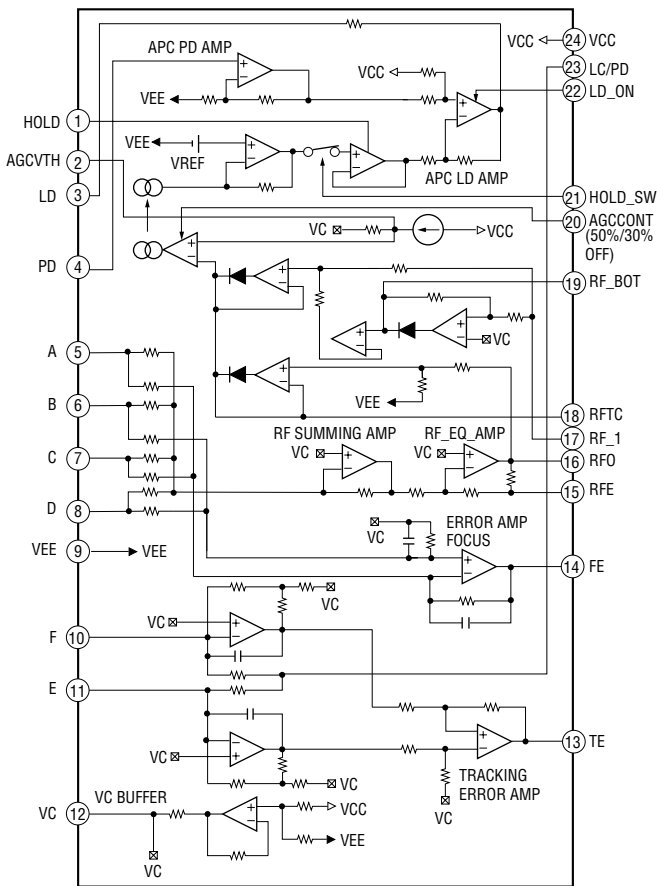 APC PD AMP
VCC
24
VCC
VCC
23
LC/PD
VEE
22
LD_ON
HOLD
1
VEE
VREF
APC LD AMP
AGCVTH
2
LD
3
21
HOLD_SW
VC
VCC
20
AGCCONT
(50%/30%
OFF)
PD
4
19
RF_BOT
VC
A
5
VEE
B
6
18
RFTC
RF SUMMING AMP
RF_EQ_AMP
17
RF_1
C
7
VC
VC
16
RFO
15
RFE
D
8
VC
ERROR AMP
FOCUS
VEE
9
VEE
14
FE
VC
VC
F
10
E
11
VC
VC
13
TE
TRACKING
ERROR AMP
VC
VC BUFFER
VC
12
VCC
VEE
VC